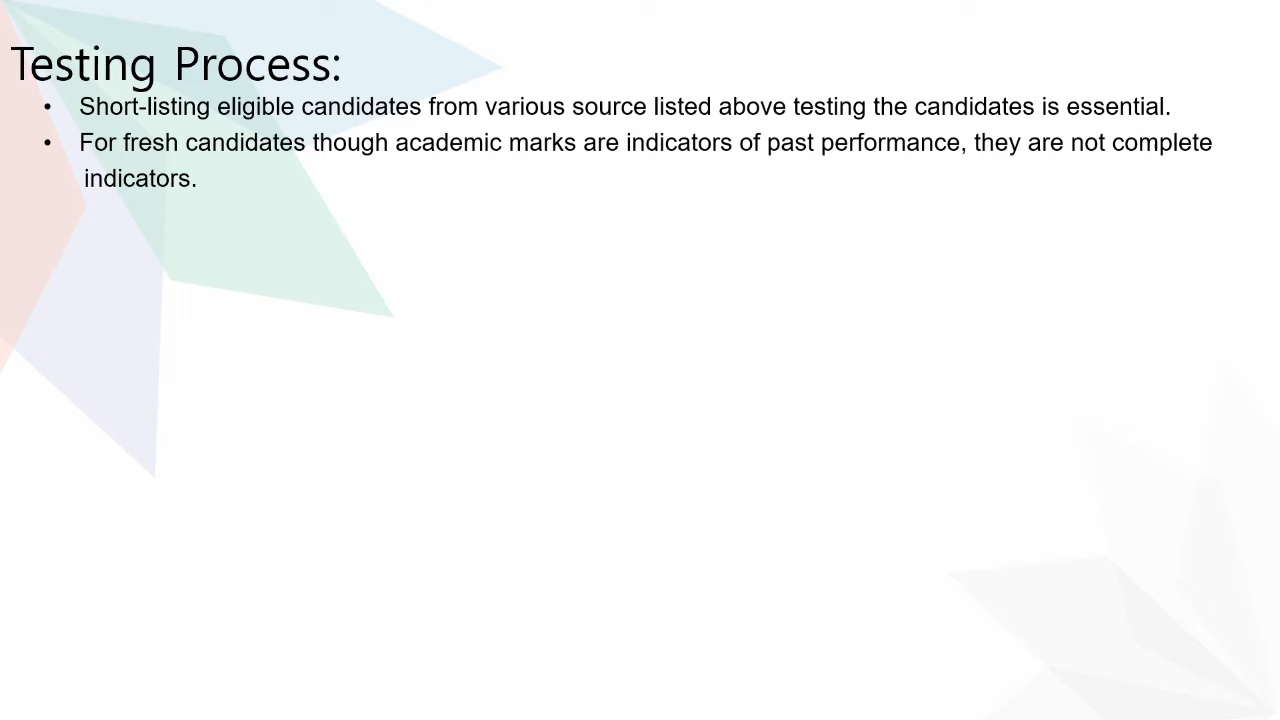 Testing Process:
• Short-listing eligible candidates from various source listed above testing the candidates is essential.
• For fresh candidates though academic marks are indicators of past performance, they are not complete
indicators.